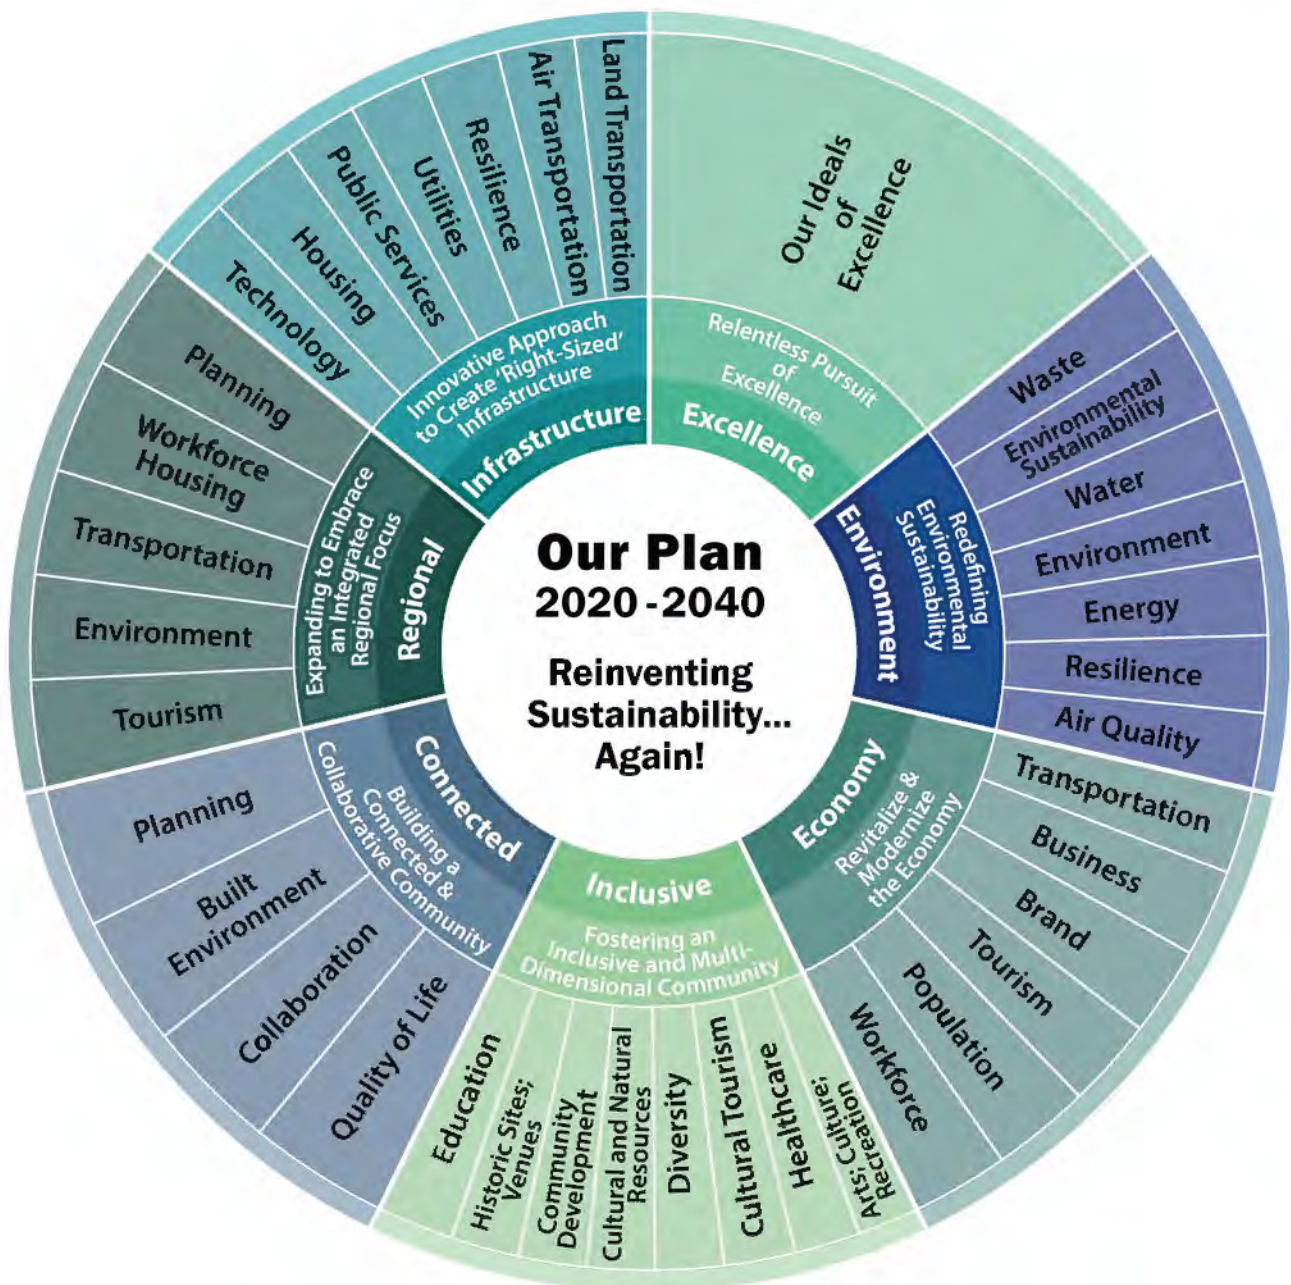 Our Plan
2020 - 2040
Reinventing
Sustainability...
Again!
Excellence
Relentless Pursuit
of
Excellence
Our Ideals
of
Excellence
Environment
Redefining
Environmental
Sustainability
Waste
Environmental
Sustainability
Water
Environment
Energy
Resilience
Air Quality
Economy
Revitalize &
Modernize
the Economy
Transportation
Business
Brand
Tourism
Population
Workforce
Inclusive
Fostering an
Inclusive and Multi-
Dimensional Community
Arts; Culture;
Recreation
Healthcare
Cultural Tourism
Diversity
Cultural and Natural
Resources
Community
Development
Historic Sites;
Venues
Education
Connected
Building a
Connected &
Collaborative Community
Quality of Life
Collaboration
Built
Environment
Planning
Regional
Expanding to Embrace
an Integrated
Regional Focus
Tourism
Environment
Transportation
Workforce
Housing
Planning
Infrastructure
Innovative Approach
to Create 'Right-Sized'
Infrastructure
Technology
Housing
Public Services
Utilities
Resilience
Air Transportation
Land Transportation